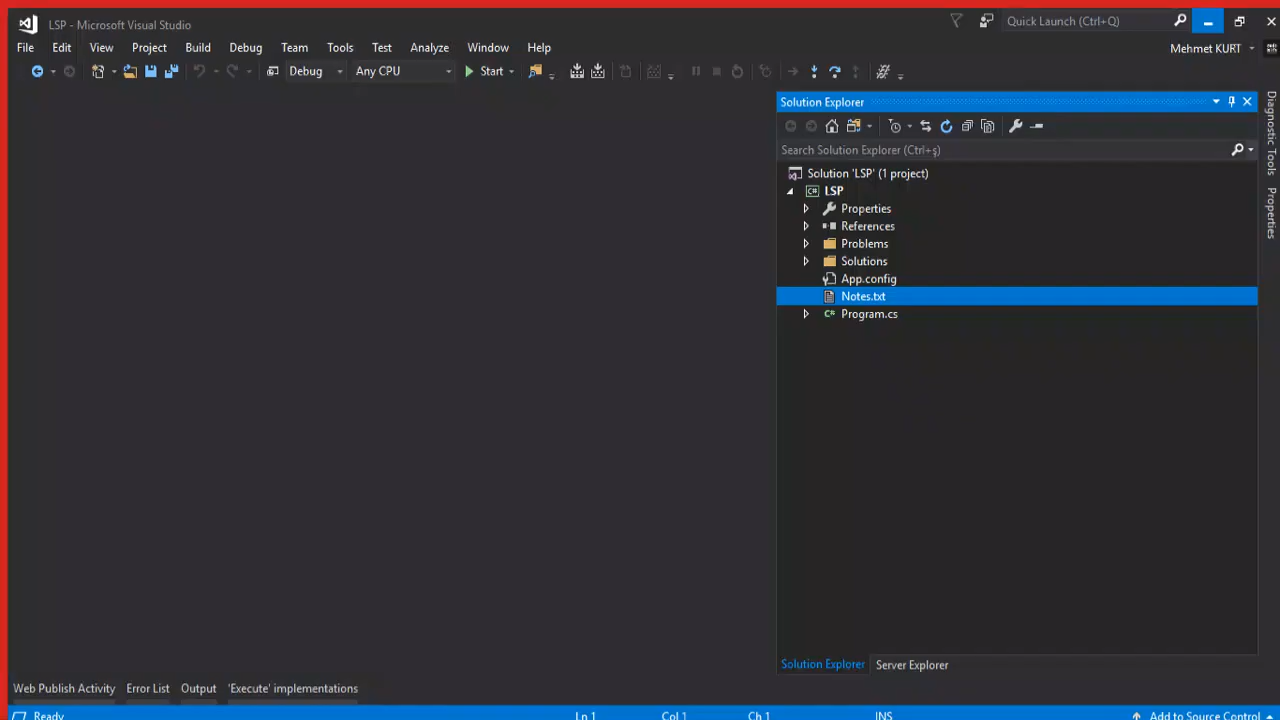 LSP - Microsoft Visual Studio
Quick Launch (Ctrl+Q)
File Edit View Project Build Debug Team Tools Test Analyze Window Help
Mehmet KURT
Debug Any CPU Start
Solution Explorer
Search Solution Explorer (Ctrl+ş)
Solution 'LSP' (1 project)
C# LSP
Properties
References
Problems
Solutions
App.config
Notes.txt
C# Program.cs
Diagnostic Tools
Properties
Solution Explorer Server Explorer
Web Publish Activity Error List Output 'Execute' implementations
Ready Ln 1 Col 1 Ch 1 INS Add to Source Control